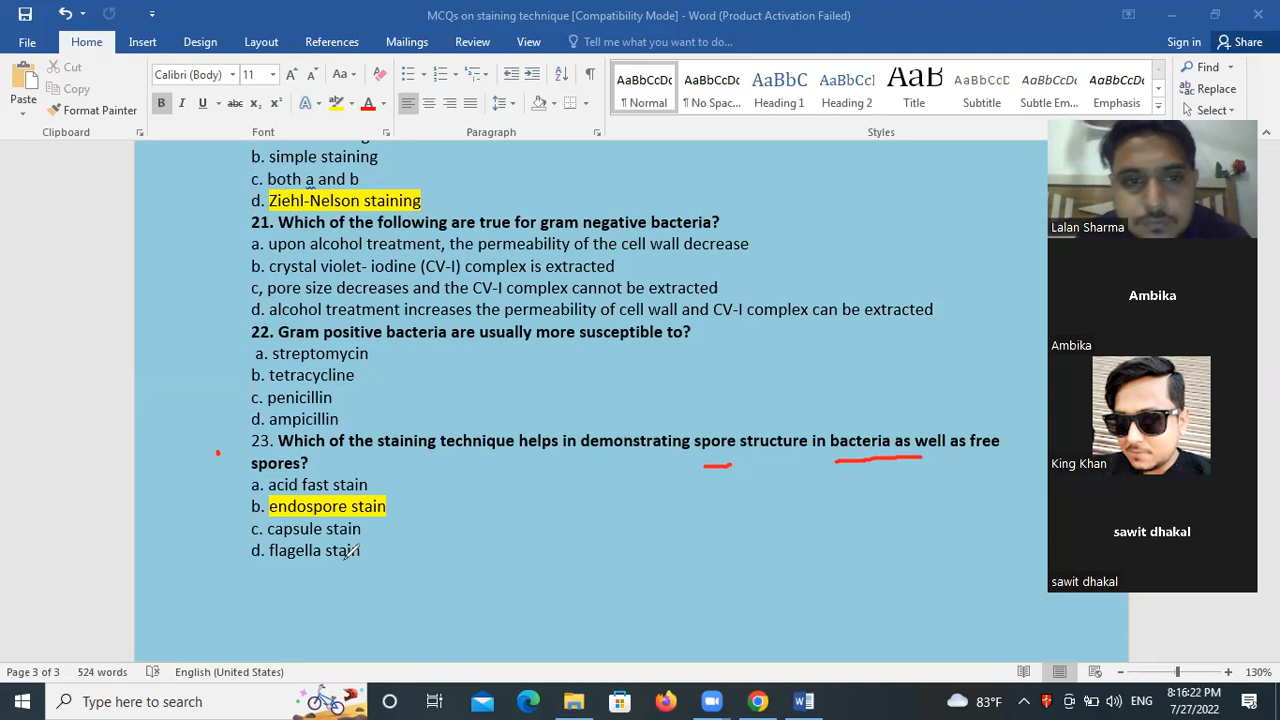 MCQs on staining technique [Compatibility Mode] - Word (Product Activation Failed)
File Home Insert Design Layout References Mailings Review View Tell me what you want to do... Sign in Share
Paste Cut Copy Format Painter
Calibri (Body) 11 Aa
B I U abc x₂ x² A A
AaBbCcDc AaBbCcDc AaBbC AaBbCcI AaB AaBbCcD AaBbCcDc AaBbCcDc
¶ Normal ¶ No Spac... Heading 1 Heading 2 Title Subtitle Subtle Em... Emphasis
Find Replace Select
Clipboard Font Paragraph Styles
b. simple staining
c. both a and b
d. Ziehl-Nelson staining
21. Which of the following are true for gram negative bacteria?
a. upon alcohol treatment, the permeability of the cell wall decrease
b. crystal violet- iodine (CV-I) complex is extracted
c, pore size decreases and the CV-I complex cannot be extracted
d. alcohol treatment increases the permeability of cell wall and CV-I complex can be extracted
22. Gram positive bacteria are usually more susceptible to?
a. streptomycin
b. tetracycline
c. penicillin
d. ampicillin
23. Which of the staining technique helps in demonstrating spore structure in bacteria as well as free
spores?
a. acid fast stain
b. endospore stain
c. capsule stain
d. flagella stain
Lalan Sharma
Ambika
Ambika
King Khan
sawit dhakal
sawit dhakal
Page 3 of 3 524 words English (United States) 130%
Type here to search 83°F ENG 8:16:22 PM
7/27/2022